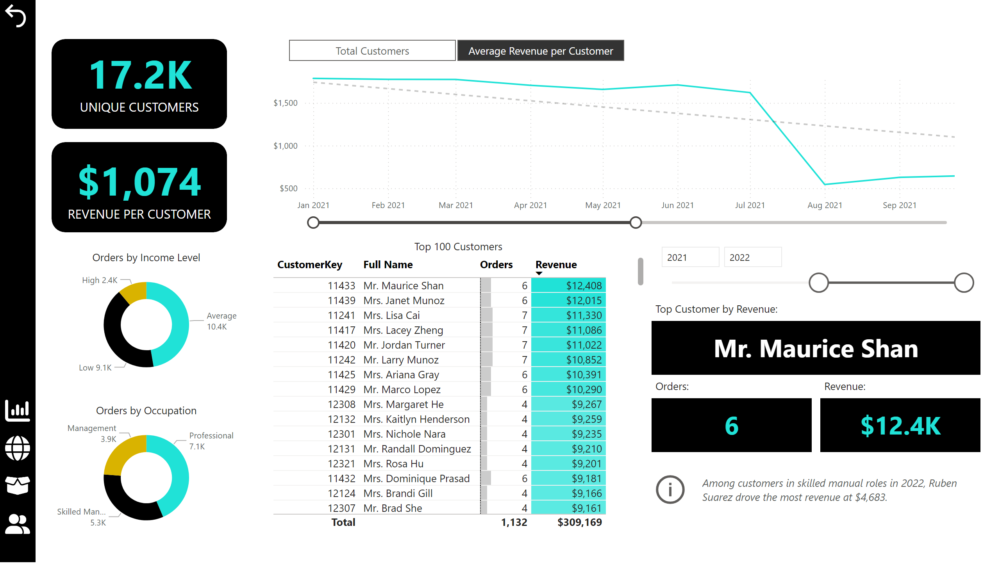 17.2K
UNIQUE CUSTOMERS
$1,074
REVENUE PER CUSTOMER
Total Customers
Average Revenue per Customer
$1,500
$1,000
$500
Jan 2021
Feb 2021
Mar 2021
Apr 2021
May 2021
Jun 2021
Jul 2021
Aug 2021
Sep 2021
Orders by Income Level
High 2.4K
Average
10.4K
Low 9.1K
Orders by Occupation
Management
3.9K
Professional
7.1K
Skilled Man...
5.3K
Top 100 Customers
CustomerKey Full Name Orders Revenue
11433 Mr. Maurice Shan 6 $12,408
11439 Mrs. Janet Munoz 6 $12,015
11241 Mrs. Lisa Cai 7 $11,330
11417 Mrs. Lacey Zheng 7 $11,086
11420 Mr. Jordan Turner 7 $11,022
11242 Mr. Larry Munoz 7 $10,852
11425 Mrs. Ariana Gray 6 $10,391
11429 Mr. Marco Lopez 6 $10,290
12308 Mrs. Margaret He 4 $9,267
12132 Mrs. Kaitlyn Henderson 4 $9,259
12301 Mrs. Nichole Nara 4 $9,235
12131 Mr. Randall Dominguez 4 $9,210
12321 Mrs. Rosa Hu 4 $9,201
11432 Mrs. Dominique Prasad 6 $9,181
12124 Mrs. Brandi Gill 4 $9,166
12307 Mr. Brad She 4 $9,161
Total 1,132 $309,169
2021
2022
Top Customer by Revenue:
Mr. Maurice Shan
Orders:
6
Revenue:
$12.4K
Among customers in skilled manual roles in 2022, Ruben
Suarez drove the most revenue at $4,683.